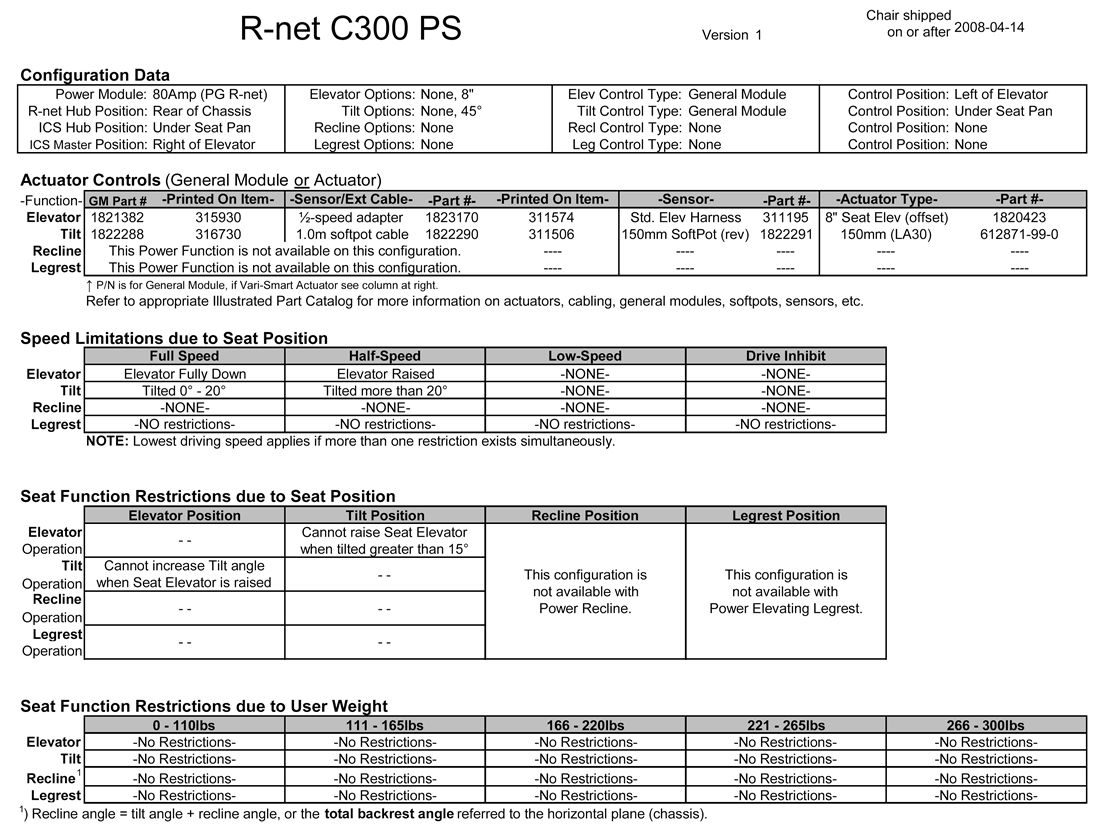 R-net C300 PS
Version 1
Chair shipped
on or after 2008-04-14
Configuration Data
Power Module: 80Amp (PG R-net) Elevator Options: None, 8" Elev Control Type: General Module Control Position: Left of Elevator
R-net Hub Position: Rear of Chassis Tilt Options: None, 45° Tilt Control Type: General Module Control Position: Under Seat Pan
ICS Hub Position: Under Seat Pan Recline Options: None Recl Control Type: None Control Position: None
ICS Master Position: Right of Elevator Legrest Options: None Leg Control Type: None Control Position: None
Actuator Controls (General Module or Actuator)
-Function- GM Part # -Printed On Item- -Sensor/Ext Cable- -Part #- -Printed On Item- -Sensor- -Part #- -Actuator Type- -Part #-
Elevator 1821382 315930 ½-speed adapter 1823170 311574 Std. Elev Harness 311195 8" Seat Elev (offset) 1820423
Tilt 1822288 316730 1.0m softpot cable 1822290 311506 150mm SoftPot (rev) 1822291 150mm (LA30) 612871-99-0
Recline This Power Function is not available on this configuration. ---- ---- ---- ---- ----
Legrest This Power Function is not available on this configuration. ---- ---- ---- ---- ----
↑ P/N is for General Module, if Vari-Smart Actuator see column at right.
Refer to appropriate Illustrated Part Catalog for more information on actuators, cabling, general modules, softpots, sensors, etc.
Speed Limitations due to Seat Position
Full Speed Half-Speed Low-Speed Drive Inhibit
Elevator Elevator Fully Down Elevator Raised -NONE- -NONE-
Tilt Tilted 0° - 20° Tilted more than 20° -NONE- -NONE-
Recline -NONE- -NONE- -NONE- -NONE-
Legrest -NO restrictions- -NO restrictions- -NO restrictions- -NO restrictions-
NOTE: Lowest driving speed applies if more than one restriction exists simultaneously.
Seat Function Restrictions due to Seat Position
Elevator Position Tilt Position Recline Position Legrest Position
Elevator
Operation
- -
Cannot raise Seat Elevator
when tilted greater than 15°
Tilt
Operation
Cannot increase Tilt angle
when Seat Elevator is raised
- -
Recline
Operation
- - - -
Legrest
Operation
- - - -
This configuration is
not available with
Power Recline.
This configuration is
not available with
Power Elevating Legrest.
Seat Function Restrictions due to User Weight
0 - 110lbs 111 - 165lbs 166 - 220lbs 221 - 265lbs 266 - 300lbs
Elevator -No Restrictions- -No Restrictions- -No Restrictions- -No Restrictions- -No Restrictions-
Tilt -No Restrictions- -No Restrictions- -No Restrictions- -No Restrictions- -No Restrictions-
Recline¹ -No Restrictions- -No Restrictions- -No Restrictions- -No Restrictions- -No Restrictions-
Legrest -No Restrictions- -No Restrictions- -No Restrictions- -No Restrictions- -No Restrictions-
¹) Recline angle = tilt angle + recline angle, or the total backrest angle referred to the horizontal plane (chassis).